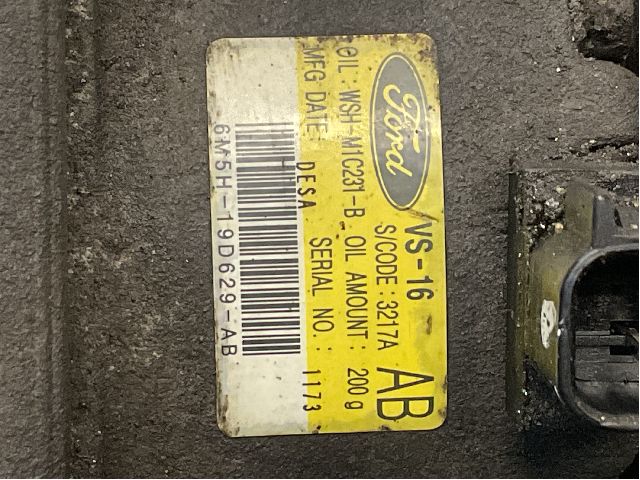 Ford VS-16 AB
S/CODE:3217A
OIL: WSH-M1C231-B OIL AMOUNT: 200g
MFG DATE: DESA SERIAL NO.: 1173
6M5H-19D629-AB